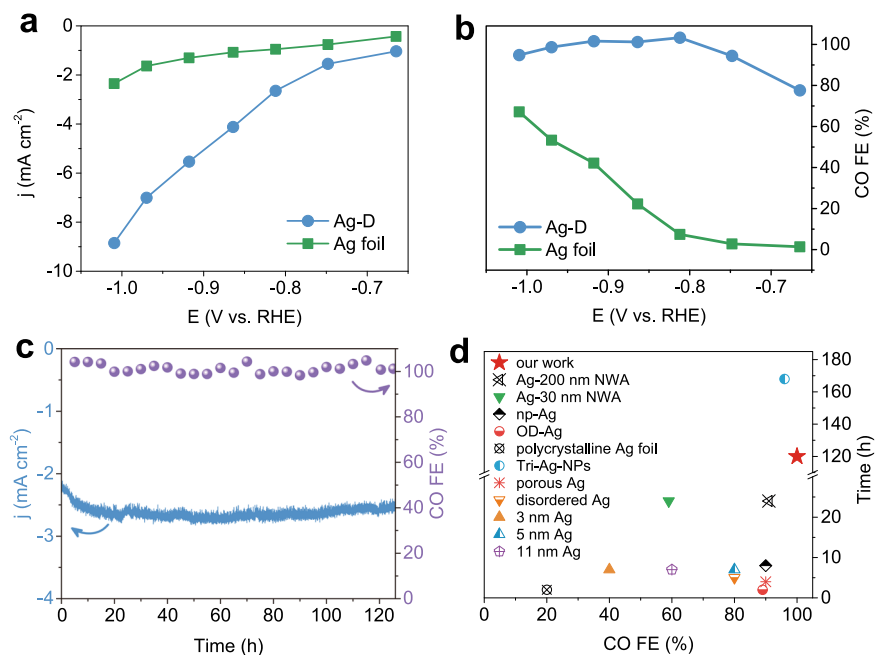 a
0
-2
-4
-6
-8
-10
j (mA cm-2)
Ag-D
Ag foil
-1.0
-0.9
-0.8
-0.7
E (V vs. RHE)
b
100
80
60
40
20
0
CO FE (%)
Ag-D
Ag foil
-1.0
-0.9
-0.8
-0.7
E (V vs. RHE)
c
0
-1
-2
-3
-4
j (mA cm-2)
100
80
60
40
20
0
CO FE (%)
0
20
40
60
80
100
120
Time (h)
d
our work
Ag-200 nm NWA
Ag-30 nm NWA
np-Ag
OD-Ag
polycrystalline Ag foil
Tri-Ag-NPs
porous Ag
disordered Ag
3 nm Ag
5 nm Ag
11 nm Ag
180
160
140
120
20
10
0
Time (h)
0
20
40
60
80
100
CO FE (%)